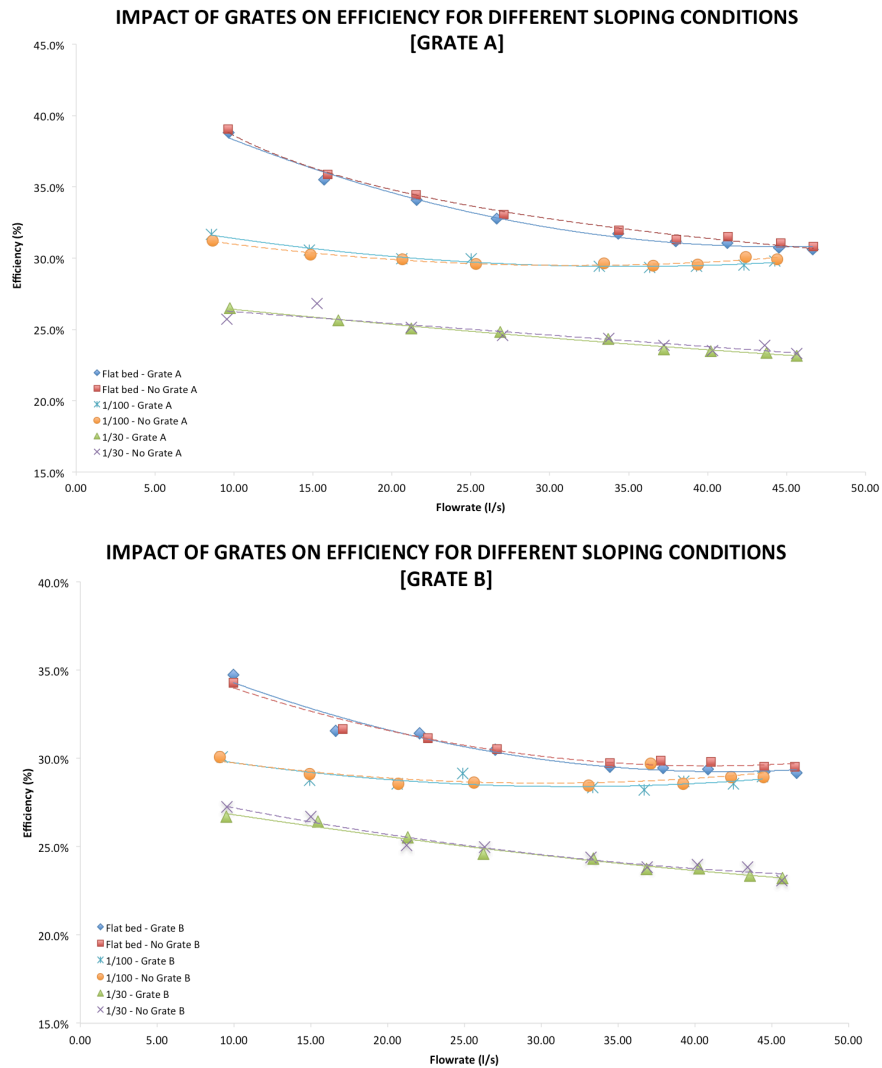 IMPACT OF GRATES ON EFFICIENCY FOR DIFFERENT SLOPING CONDITIONS
[GRATE A]
45.0%
40.0%
35.0%
30.0%
25.0%
20.0%
15.0%
Efficiency (%)
Flat bed - Grate A
Flat bed - No Grate A
1/100 - Grate A
1/100 - No Grate A
1/30 - Grate A
1/30 - No Grate A
0.00 5.00 10.00 15.00 20.00 25.00 30.00 35.00 40.00 45.00 50.00
Flowrate (l/s)
IMPACT OF GRATES ON EFFICIENCY FOR DIFFERENT SLOPING CONDITIONS
[GRATE B]
40.0%
35.0%
30.0%
25.0%
20.0%
15.0%
Efficiency (%)
Flat bed - Grate B
Flat bed - No Grate B
1/100 - Grate B
1/100 - No Grate B
1/30 - Grate B
1/30 - No Grate B
0.00 5.00 10.00 15.00 20.00 25.00 30.00 35.00 40.00 45.00 50.00
Flowrate (l/s)